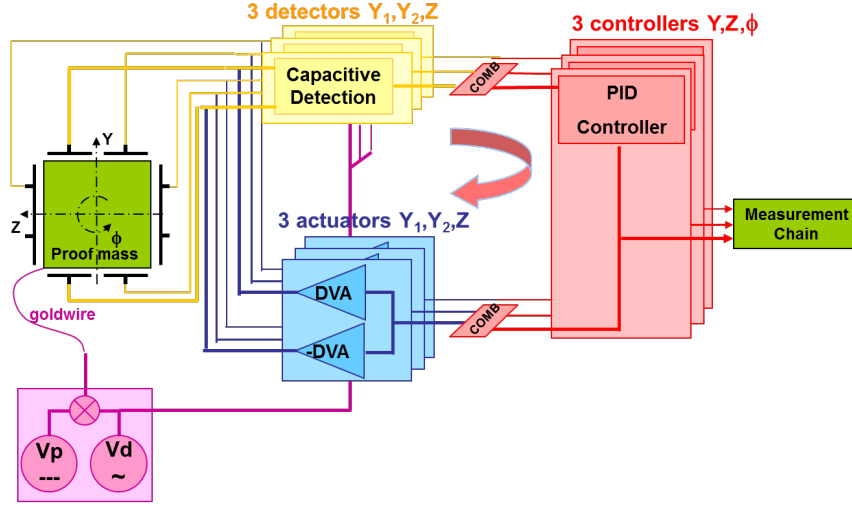 3 detectors Y₁,Y₂,Z
3 controllers Y,Z,ϕ
Capacitive
Detection
COMB
PID
Controller
Y
Z
ϕ
Proof mass
3 actuators Y₁,Y₂,Z
Measurement
Chain
goldwire
DVA
-DVA
COMB
Vp
---
Vd
~